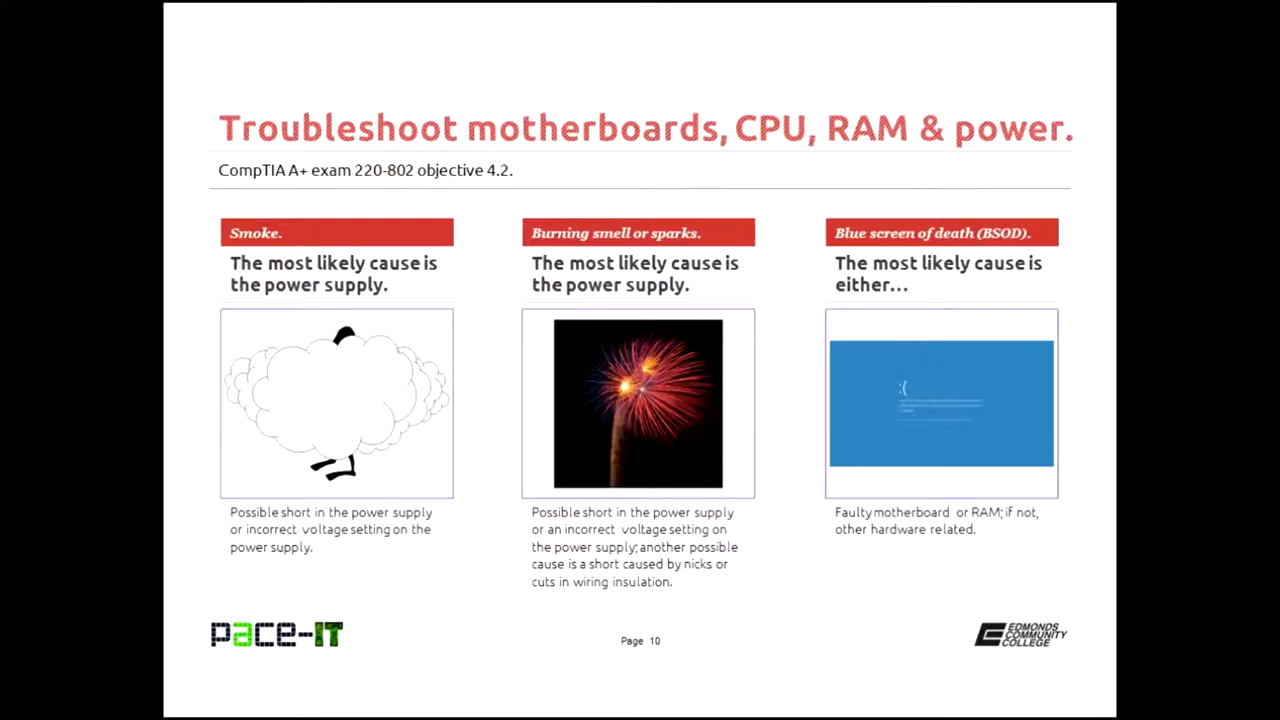 Troubleshoot motherboards, CPU, RAM & power.
CompTIA A+ exam 220-802 objective 4.2.
Smoke.
The most likely cause is
the power supply.
Possible short in the power supply
or incorrect voltage setting on the
power supply.
Burning smell or sparks.
The most likely cause is
the power supply.
Possible short in the power supply
or an incorrect voltage setting on
the power supply; another possible
cause is a short caused by nicks or
cuts in wiring insulation.
Blue screen of death (BSOD).
The most likely cause is
either...
:(
Faulty motherboard or RAM; if not,
other hardware related.
pace-IT
Page 10
EDMONDS
COMMUNITY
COLLEGE